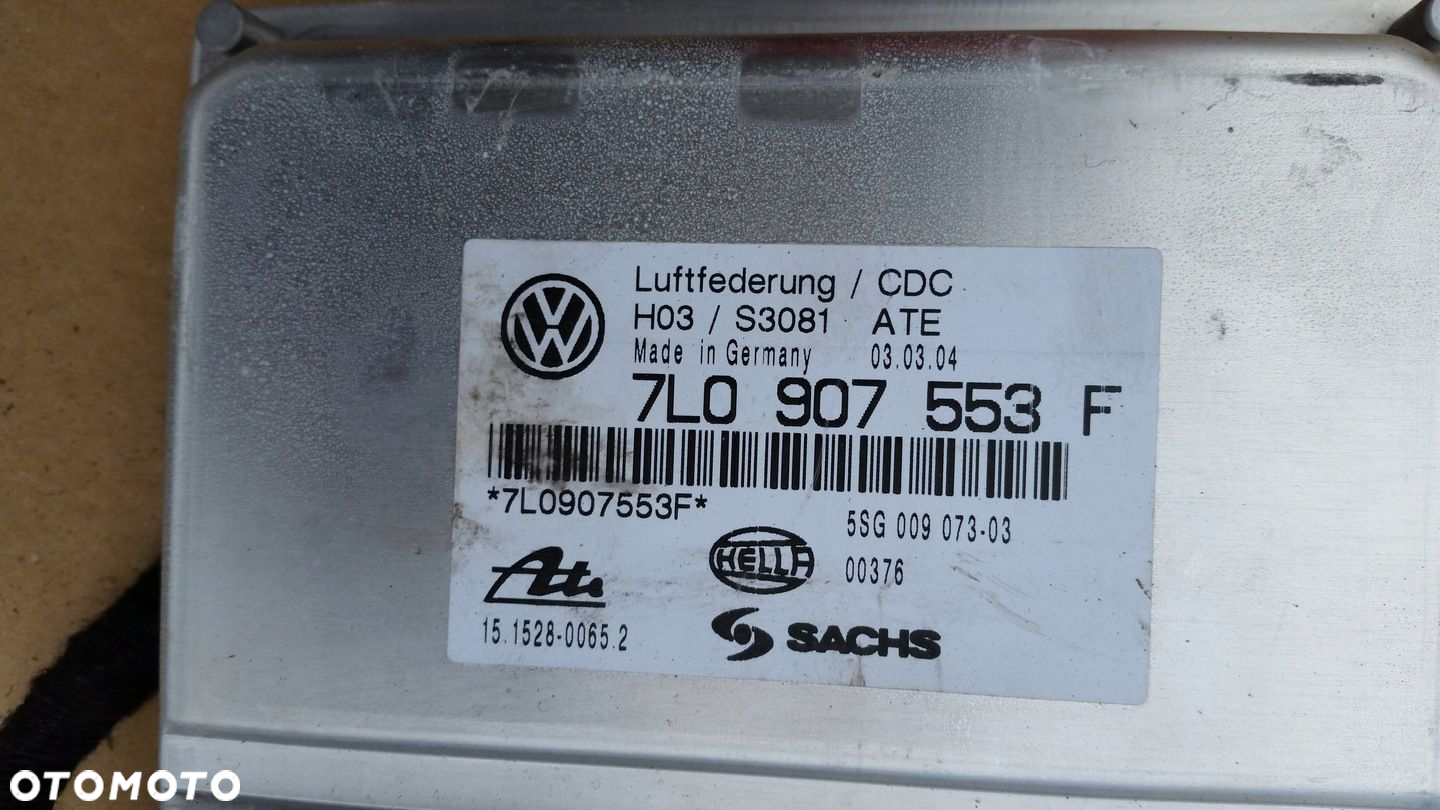 Luftfederung / CDC
H03 / S3081 ATE
Made in Germany 03.03.04
7L0 907 553 F
*7L0907553F*
5SG 009 073-03
HELLA 00376
Ate
15.1528-0065.2
SACHS
OTOMOTO